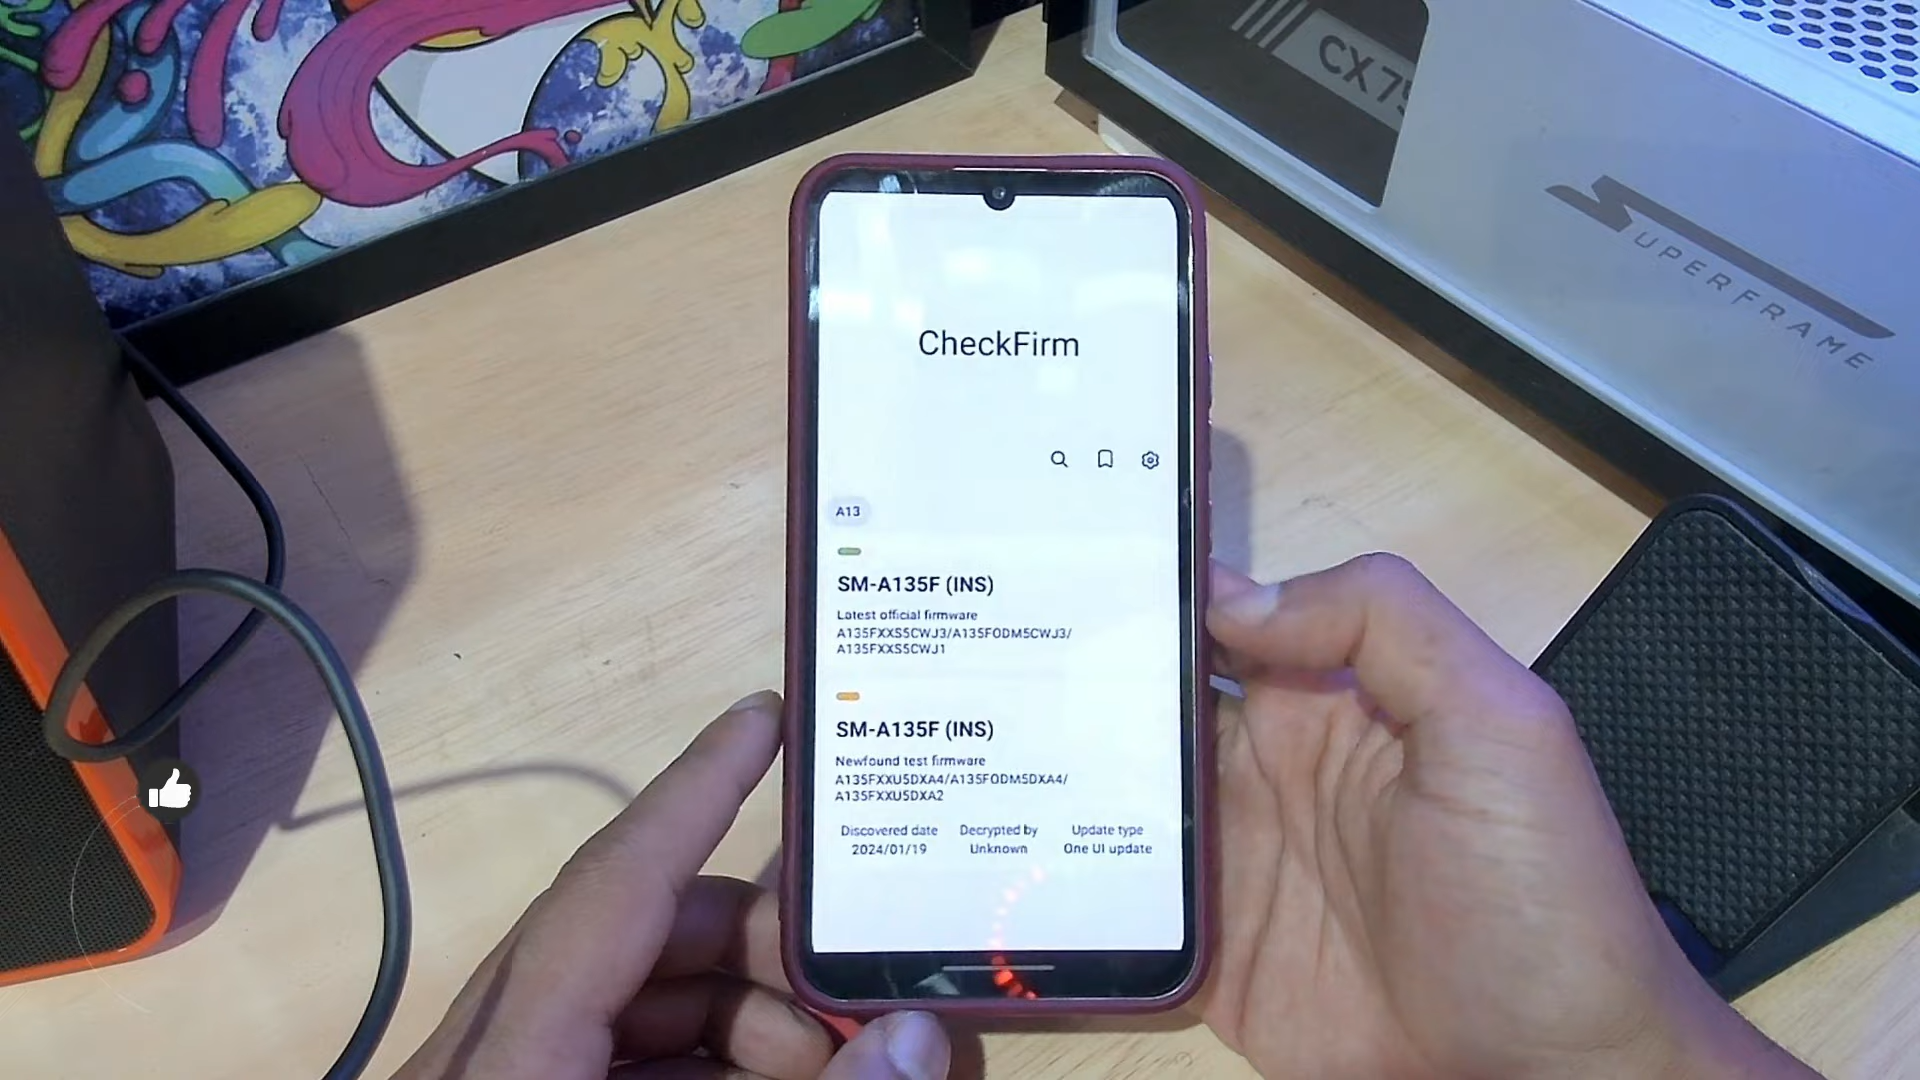 CX75
SUPERFRAME
CheckFirm
A13
SM-A135F (INS)
Latest official firmware
A135FXXS5CWJ3/A135FODM5CWJ3/
A135FXXS5CWJ1
SM-A135F (INS)
Newfound test firmware
A135FXXU5DXA4/A135FODM5DXA4/
A135FXXU5DXA2
Discovered date Decrypted by Update type
2024/01/19 Unknown One UI update